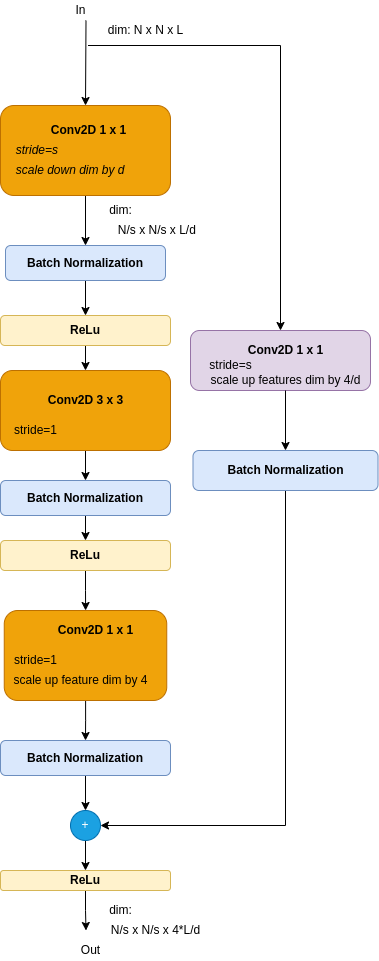 In
dim: N x N x L
Conv2D 1 x 1
stride=s
scale down dim by d
dim:
N/s x N/s x L/d
Batch Normalization
ReLu
Conv2D 1 x 1
stride=s
scale up features dim by 4/d
Conv2D 3 x 3
stride=1
Batch Normalization
Batch Normalization
ReLu
Conv2D 1 x 1
stride=1
scale up feature dim by 4
Batch Normalization
+
ReLu
dim:
N/s x N/s x 4*L/d
Out